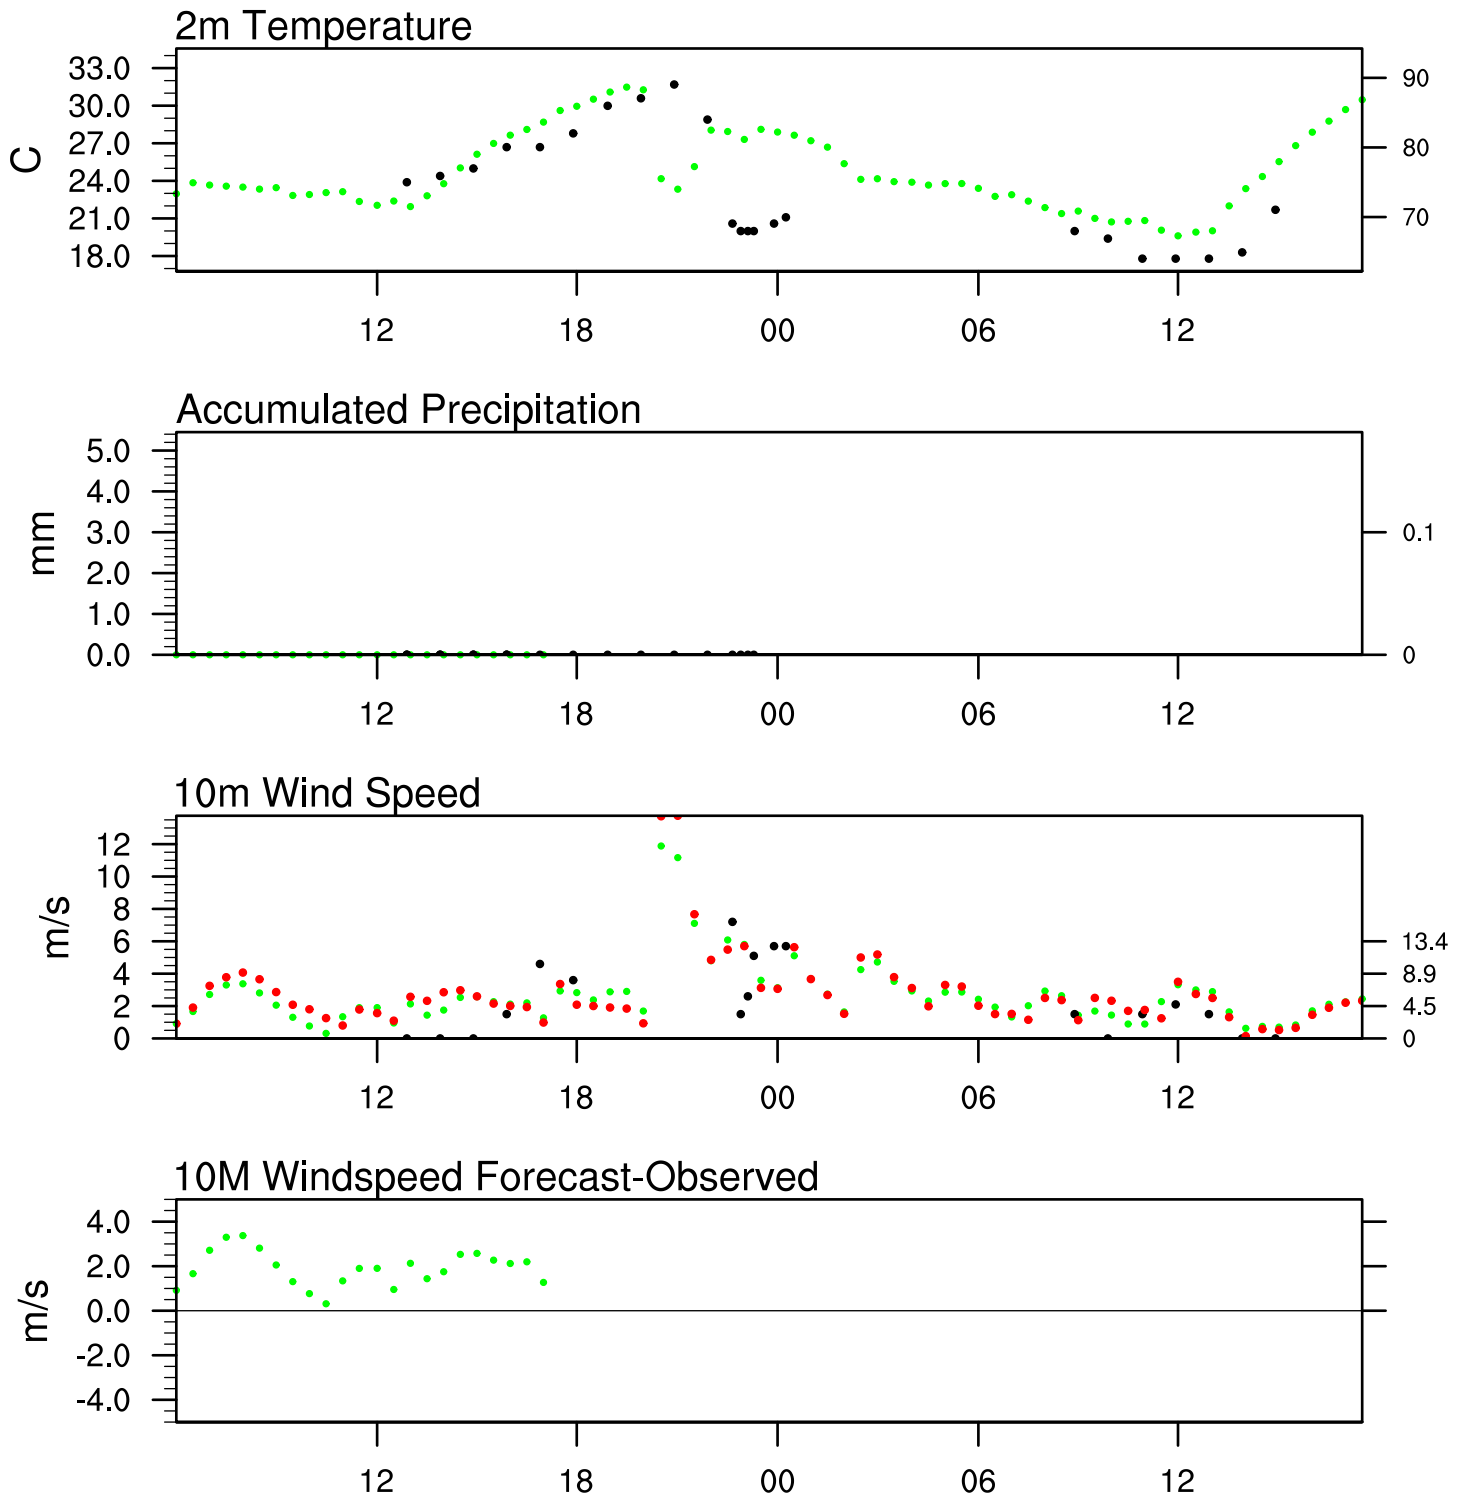 2m Temperature
33.0
30.0
27.0
24.0
21.0
18.0
C
90
80
70
12 18 00 06 12
Accumulated Precipitation
5.0
4.0
3.0
2.0
1.0
0.0
mm
0.1
0
12 18 00 06 12
10m Wind Speed
12
10
8
6
4
2
0
m/s
13.4
8.9
4.5
0
12 18 00 06 12
10M Windspeed Forecast-Observed
4.0
2.0
0.0
-2.0
-4.0
m/s
12 18 00 06 12